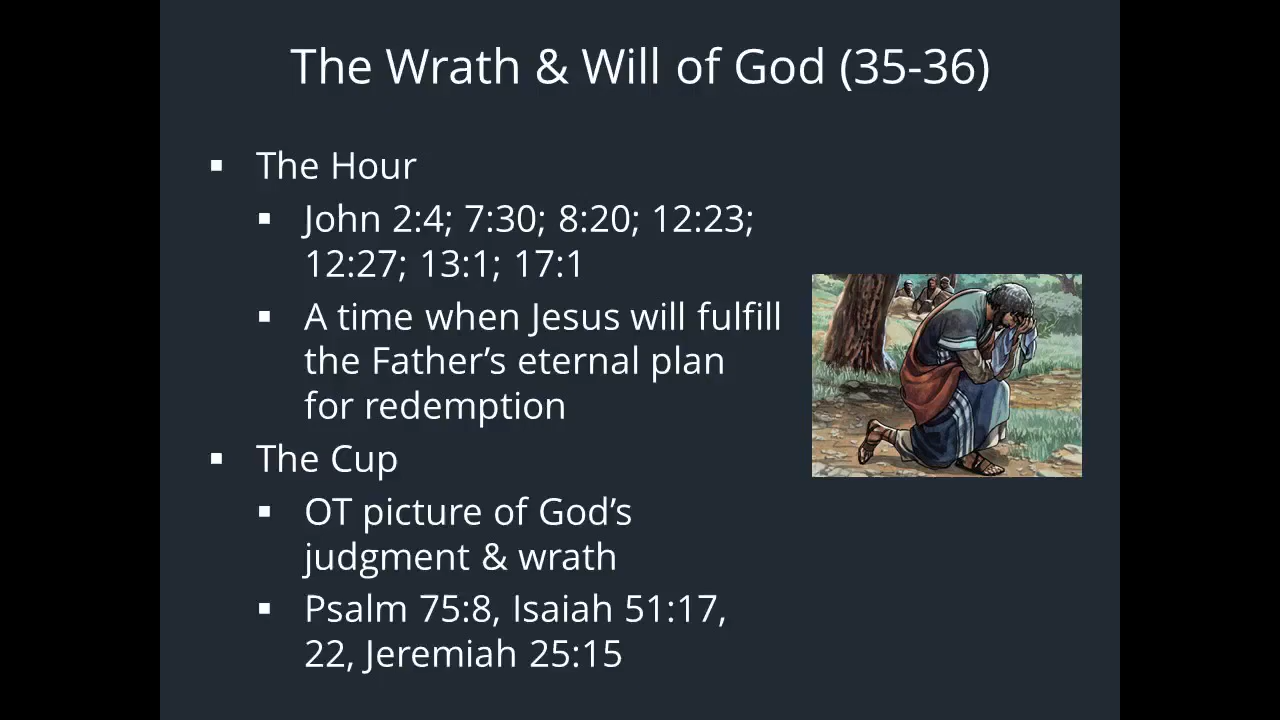 The Wrath & Will of God (35-36)
▪ The Hour
▪ John 2:4; 7:30; 8:20; 12:23;
12:27; 13:1; 17:1
▪ A time when Jesus will fulfill
the Father’s eternal plan
for redemption
▪ The Cup
▪ OT picture of God’s
judgment & wrath
▪ Psalm 75:8, Isaiah 51:17,
22, Jeremiah 25:15